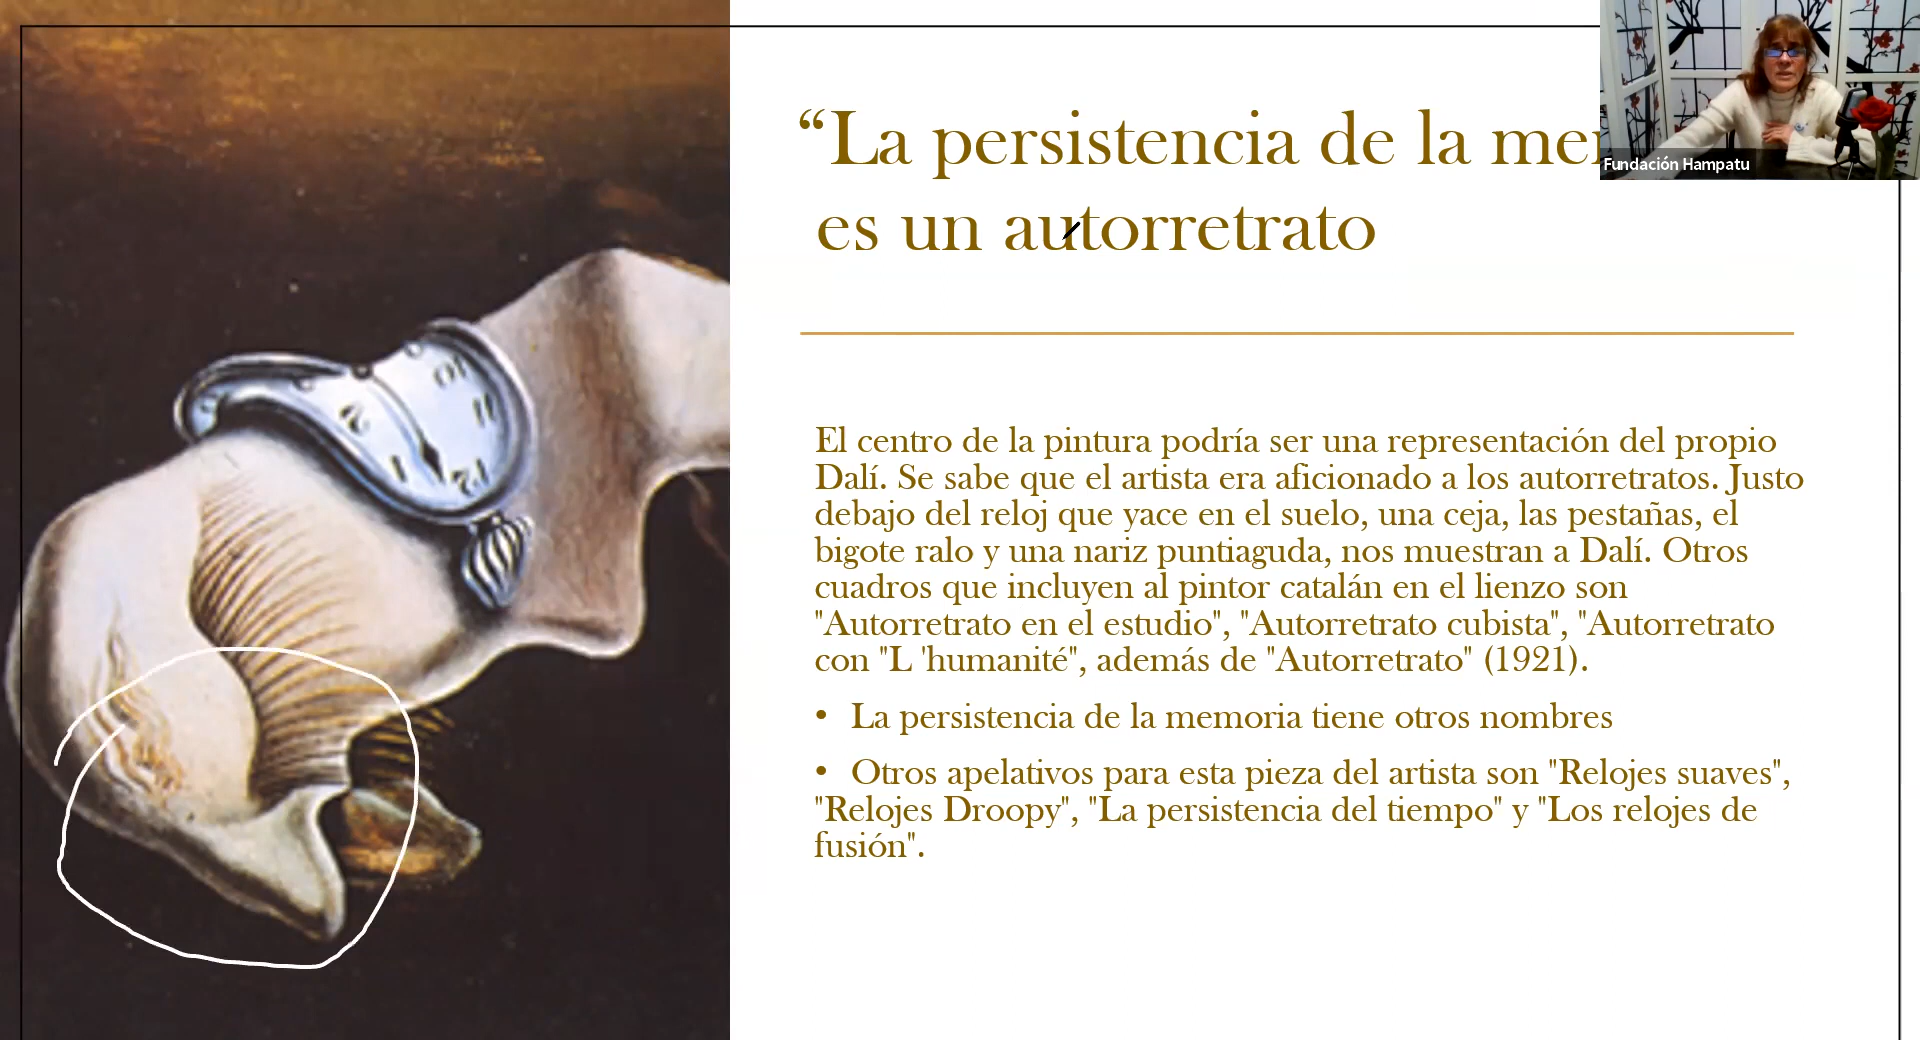 “La persistencia de la me
es un autorretrato
Fundación Hampatu
El centro de la pintura podría ser una representación del propio
Dalí. Se sabe que el artista era aficionado a los autorretratos. Justo
debajo del reloj que yace en el suelo, una ceja, las pestañas, el
bigote ralo y una nariz puntiaguda, nos muestran a Dalí. Otros
cuadros que incluyen al pintor catalán en el lienzo son
"Autorretrato en el estudio", "Autorretrato cubista", "Autorretrato
con "L 'humanité", además de "Autorretrato" (1921).
• La persistencia de la memoria tiene otros nombres
• Otros apelativos para esta pieza del artista son "Relojes suaves",
"Relojes Droopy", "La persistencia del tiempo" y "Los relojes de
fusión".